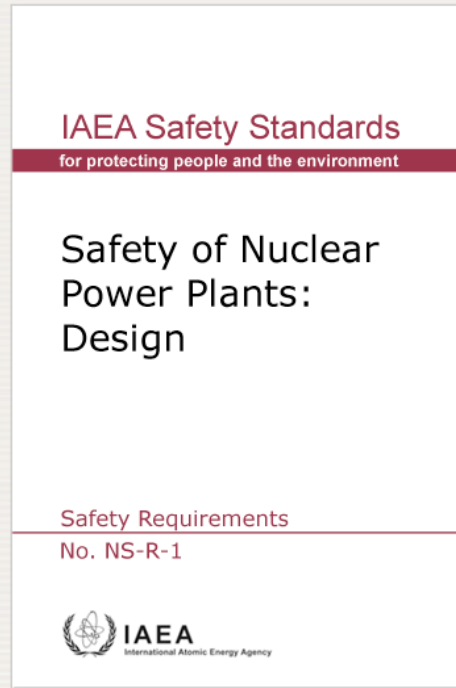 IAEA Safety Standards
for protecting people and the environment
Safety of Nuclear
Power Plants:
Design
Safety Requirements
No. NS-R-1
IAEA
International Atomic Energy Agency